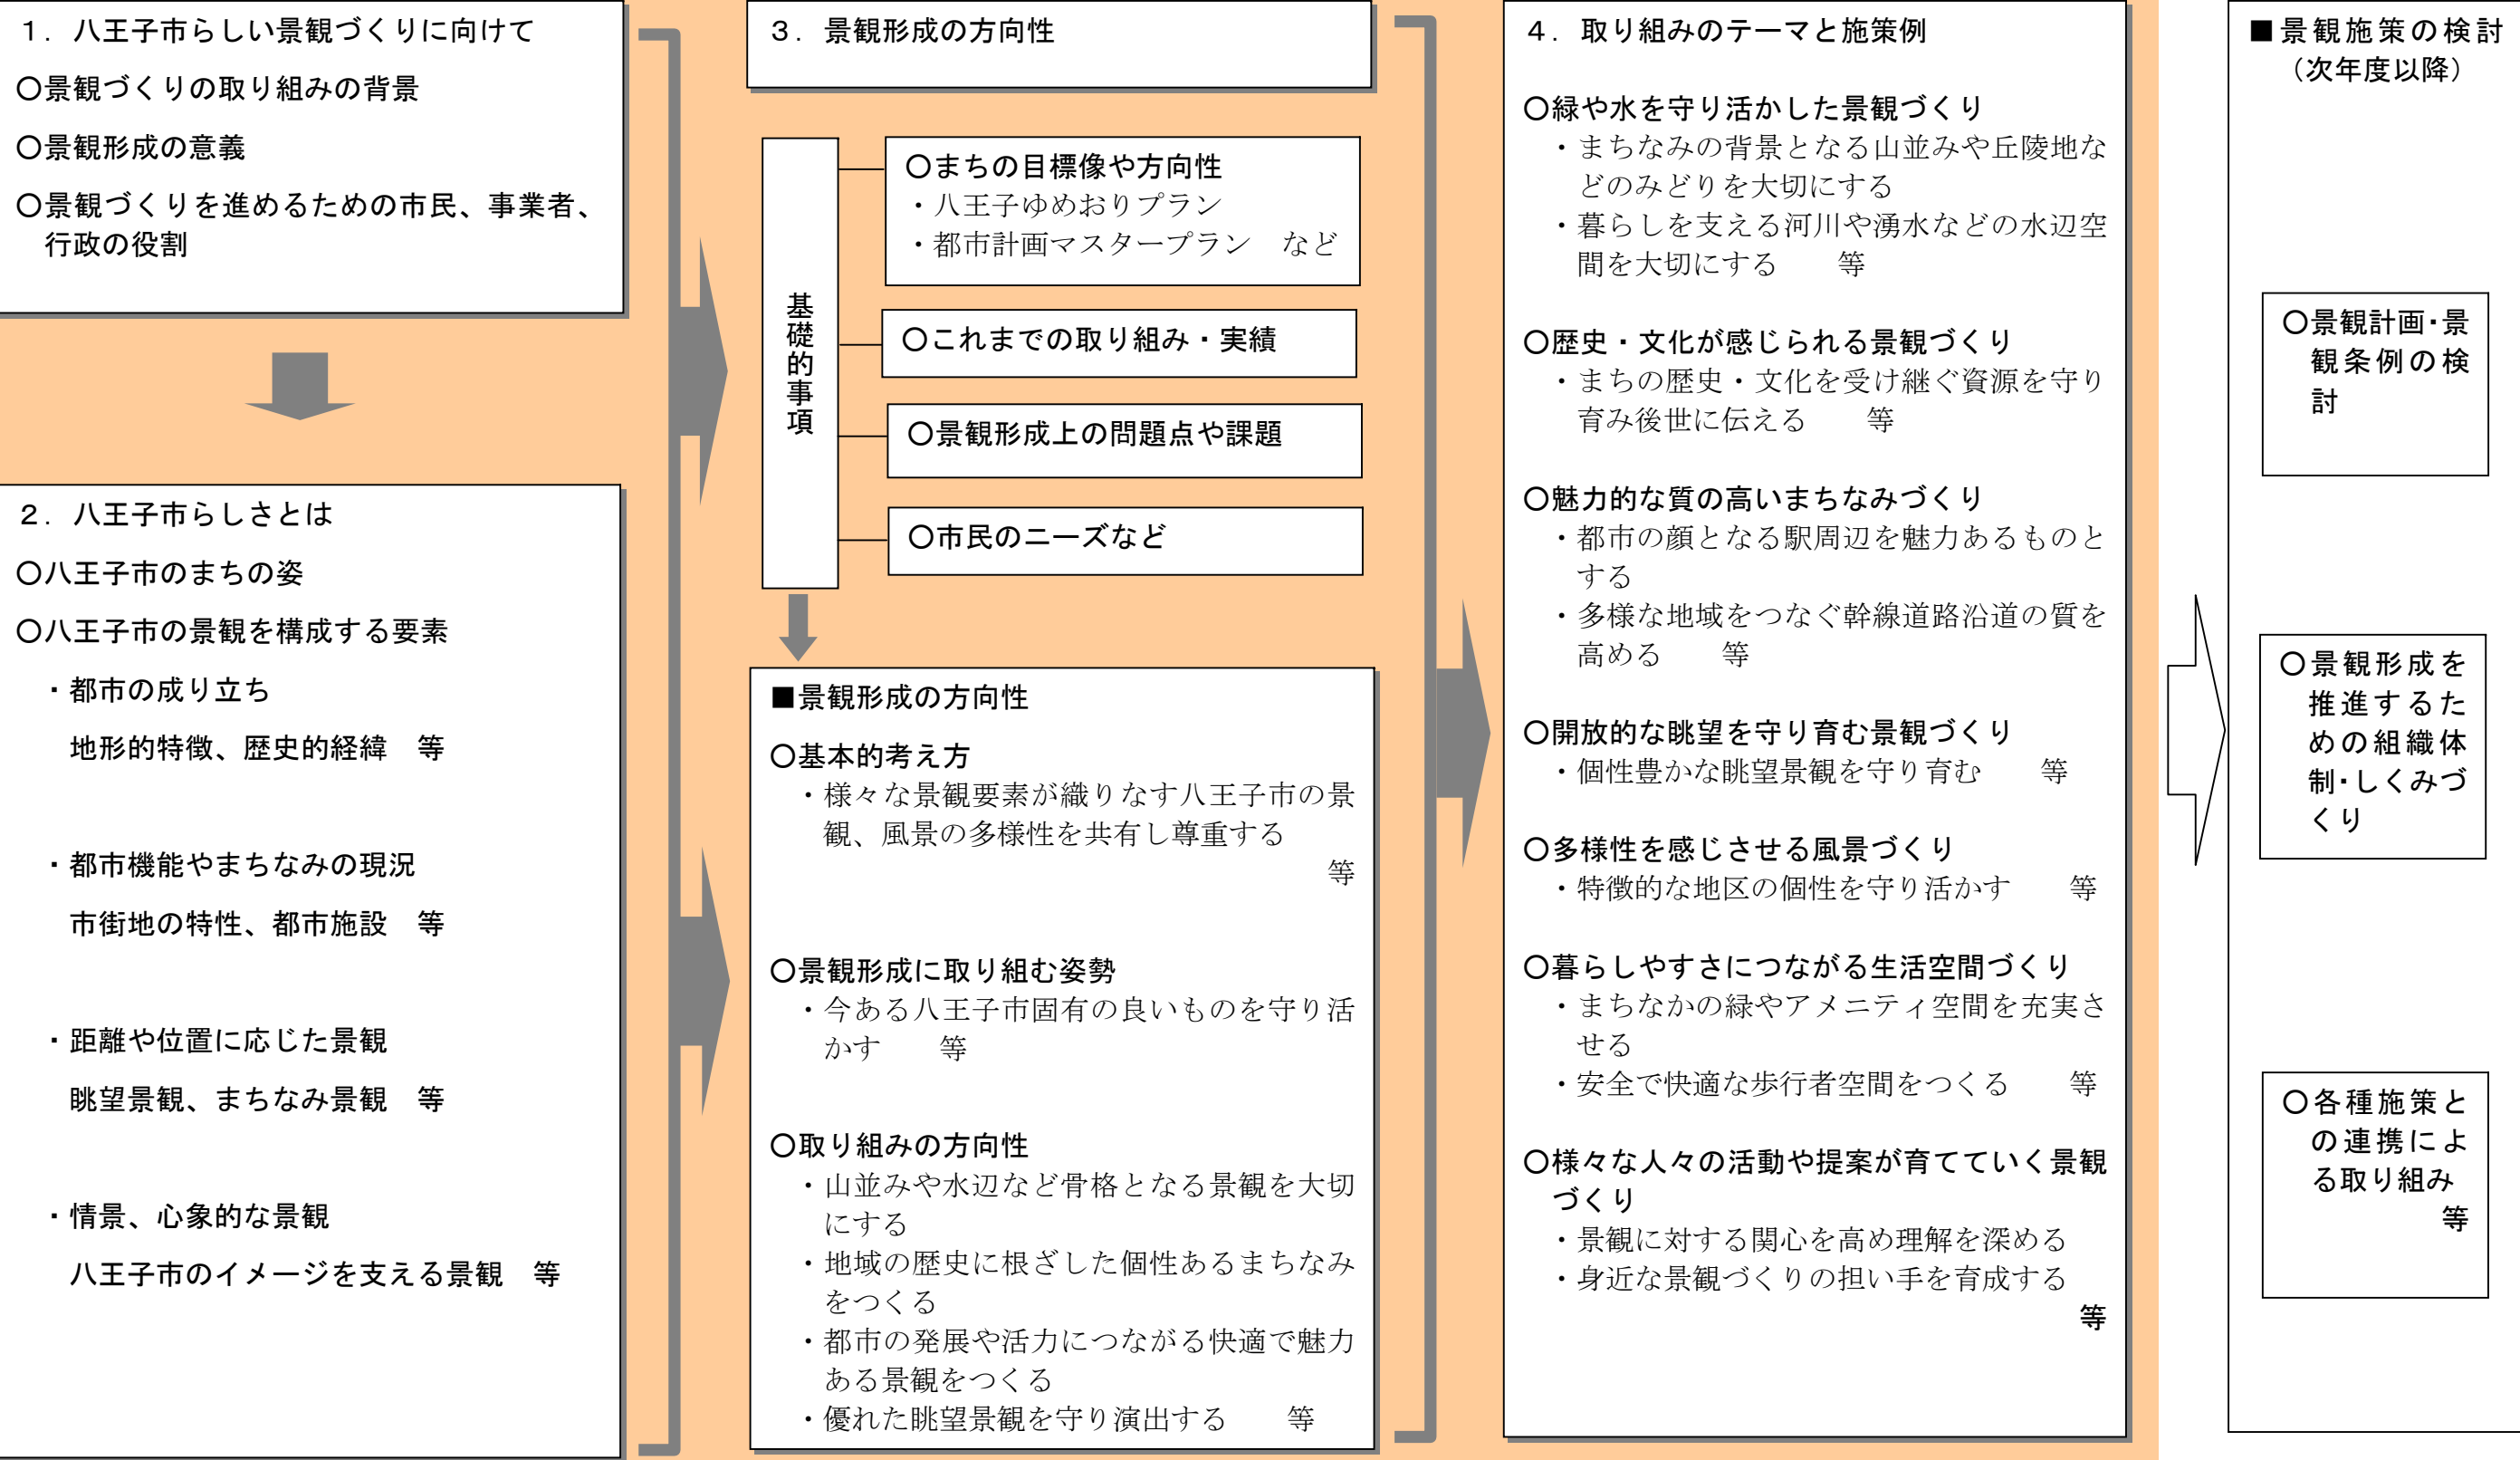 １．八王子市らしい景観づくりに向けて
○景観づくりの取り組みの背景
○景観形成の意義
○景観づくりを進めるための市民、事業者、
行政の役割
２．八王子市らしさとは
○八王子市のまちの姿
○八王子市の景観を構成する要素
・都市の成り立ち
地形的特徴、歴史的経緯　等
・都市機能やまちなみの現況
市街地の特性、都市施設　等
・距離や位置に応じた景観
眺望景観、まちなみ景観　等
・情景、心象的な景観
八王子市のイメージを支える景観　等
３．景観形成の方向性
基礎的事項
○まちの目標像や方向性
・八王子ゆめおりプラン
・都市計画マスタープラン　など
○これまでの取り組み・実績
○景観形成上の問題点や課題
○市民のニーズなど
■景観形成の方向性
○基本的考え方
・様々な景観要素が織りなす八王子市の景
観、風景の多様性を共有し尊重する
等
○景観形成に取り組む姿勢
・今ある八王子市固有の良いものを守り活
かす　　等
○取り組みの方向性
・山並みや水辺など骨格となる景観を大切
にする
・地域の歴史に根ざした個性あるまちなみ
をつくる
・都市の発展や活力につながる快適で魅力
ある景観をつくる
・優れた眺望景観を守り演出する　　等
４．取り組みのテーマと施策例
○緑や水を守り活かした景観づくり
・まちなみの背景となる山並みや丘陵地な
どのみどりを大切にする
・暮らしを支える河川や湧水などの水辺空
間を大切にする　　等
○歴史・文化が感じられる景観づくり
・まちの歴史・文化を受け継ぐ資源を守り
育み後世に伝える　　等
○魅力的な質の高いまちなみづくり
・都市の顔となる駅周辺を魅力あるものと
する
・多様な地域をつなぐ幹線道路沿道の質を
高める　　等
○開放的な眺望を守り育む景観づくり
・個性豊かな眺望景観を守り育む　　等
○多様性を感じさせる風景づくり
・特徴的な地区の個性を守り活かす　　等
○暮らしやすさにつながる生活空間づくり
・まちなかの緑やアメニティ空間を充実さ
せる
・安全で快適な歩行者空間をつくる　　等
○様々な人々の活動や提案が育てていく景観
づくり
・景観に対する関心を高め理解を深める
・身近な景観づくりの担い手を育成する
等
■景観施策の検討
（次年度以降）
○景観計画・景
観条例の検
討
○景観形成を
推進するた
めの組織体
制・しくみづ
くり
○各種施策と
の連携によ
る取り組み
等